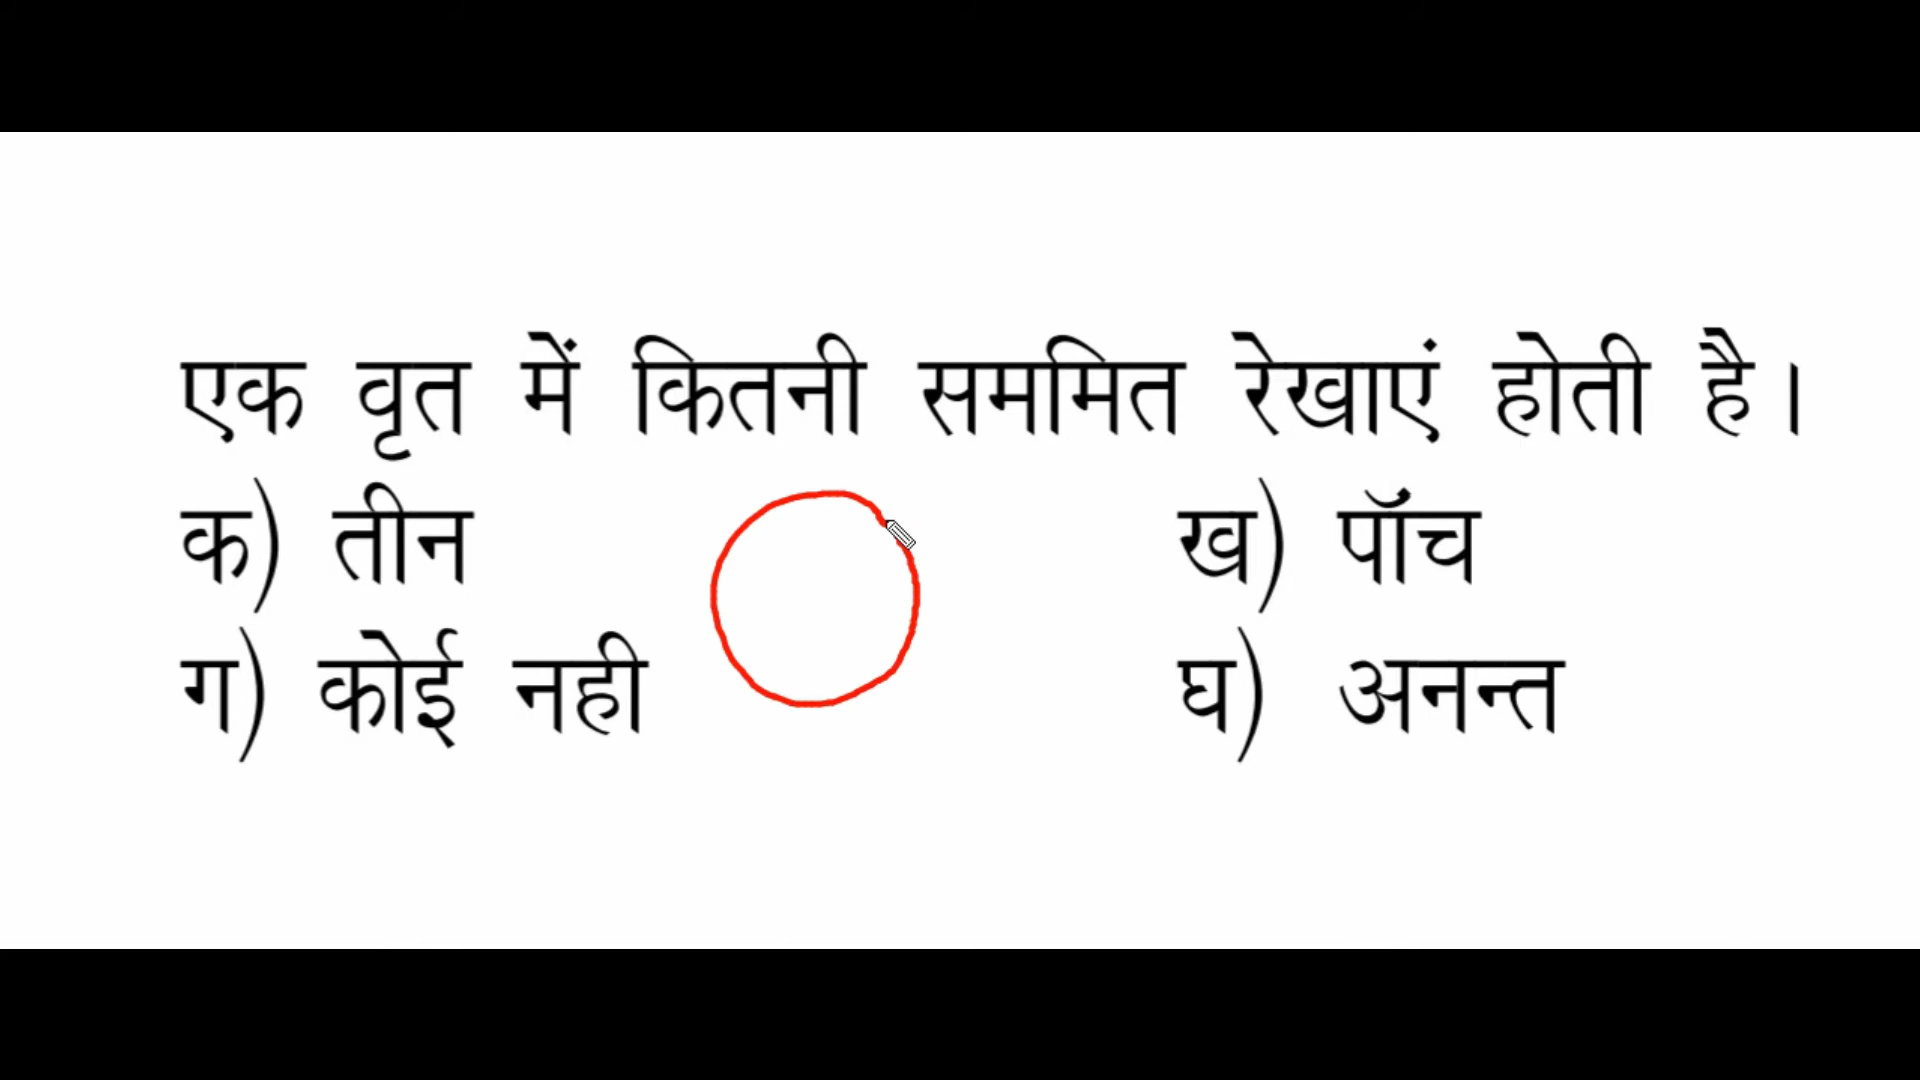 एक वृत में कितनी सममित रेखाएं होती है।
क) तीन ख) पॉंच
ग) कोई नही घ) अनन्त